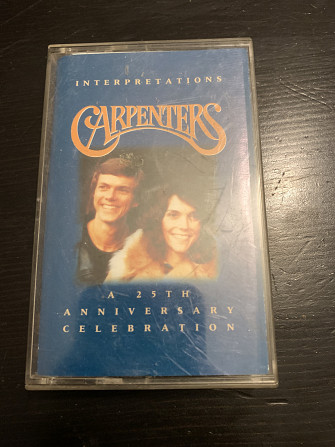 INTERPRETATIONS
CARPENTERS
A 25TH
ANNIVERSARY
CELEBRATION